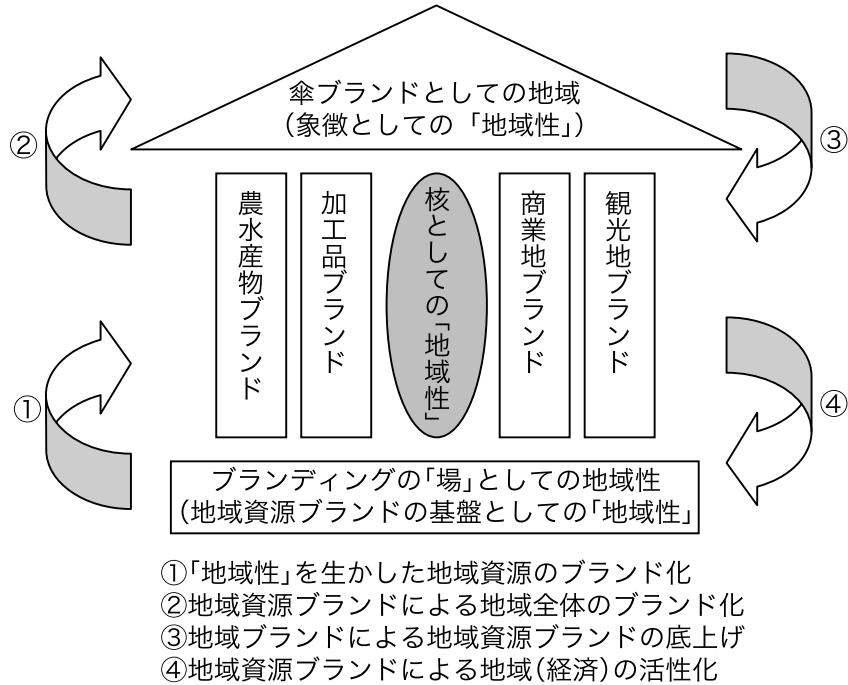 傘ブランドとしての地域
（象徴としての「地域性」）
②
③
農水産物ブランド
加工品ブランド
核としての「地域性」
商業地ブランド
観光地ブランド
①
④
ブランディングの「場」としての地域性
（地域資源ブランドの基盤としての「地域性」
①「地域性」を生かした地域資源のブランド化
②地域資源ブランドによる地域全体のブランド化
③地域ブランドによる地域資源ブランドの底上げ
④地域資源ブランドによる地域（経済）の活性化